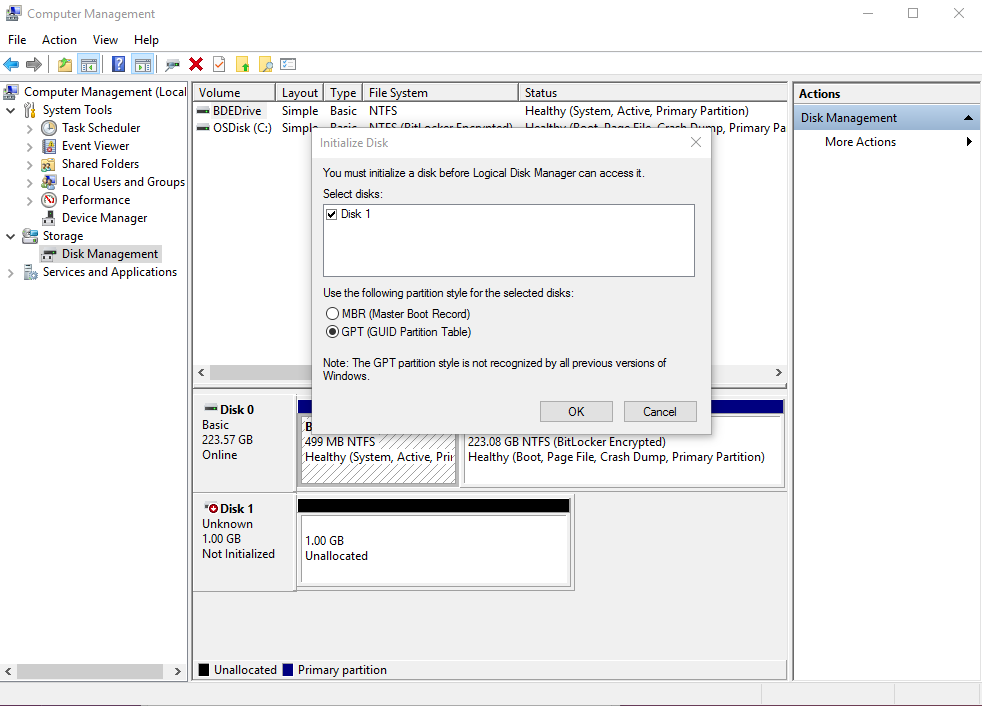 Computer Management
File Action View Help
Computer Management (Local
System Tools
Task Scheduler
Event Viewer
Shared Folders
Local Users and Groups
Performance
Device Manager
Storage
Disk Management
Services and Applications
Volume Layout Type File System Status
BDEDrive Simple Basic NTFS Healthy (System, Active, Primary Partition)
OSDisk (C:) Simple Basic NTFS (BitLocker Encrypted) Healthy (Boot, Page File, Crash Dump, Primary Pa
Initialize Disk
You must initialize a disk before Logical Disk Manager can access it.
Select disks:
Disk 1
Use the following partition style for the selected disks:
MBR (Master Boot Record)
GPT (GUID Partition Table)
Note: The GPT partition style is not recognized by all previous versions of
Windows.
OK Cancel
Disk 0
Basic
223.57 GB
Online
B
499 MB NTFS
Healthy (System, Active, Pri
223.08 GB NTFS (BitLocker Encrypted)
Healthy (Boot, Page File, Crash Dump, Primary Partition)
Disk 1
Unknown
1.00 GB
Not Initialized
1.00 GB
Unallocated
Unallocated Primary partition
Actions
Disk Management
More Actions